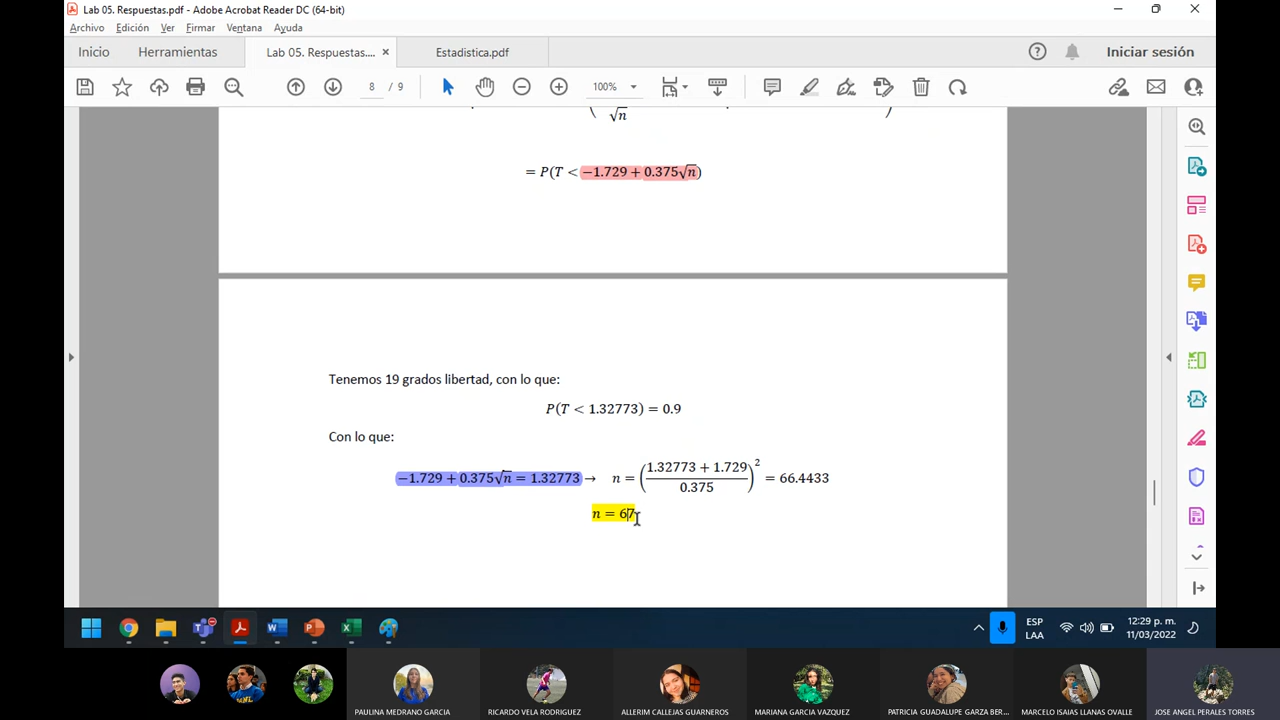 Lab 05. Respuestas.pdf - Adobe Acrobat Reader DC (64-bit)
Archivo Edición Ver Firmar Ventana Ayuda
Inicio Herramientas Lab 05. Respuestas.... × Estadistica.pdf Iniciar sesión
8 / 9 100%
√n
= P(T < −1.729 + 0.375√n)
Tenemos 19 grados libertad, con lo que:
P(T < 1.32773) = 0.9
Con lo que:
−1.729 + 0.375√n = 1.32773 → n = ((1.32773 + 1.729)/0.375)² = 66.4433
n = 67
ESP
LAA
12:29 p. m.
11/03/2022
PAULINA MEDRANO GARCIA RICARDO VELA RODRIGUEZ ALLERIM CALLEJAS GUARNEROS MARIANA GARCIA VAZQUEZ PATRICIA GUADALUPE GARZA BER... MARCELO ISAIAS LLANAS OVALLE JOSE ANGEL PERALES TORRES